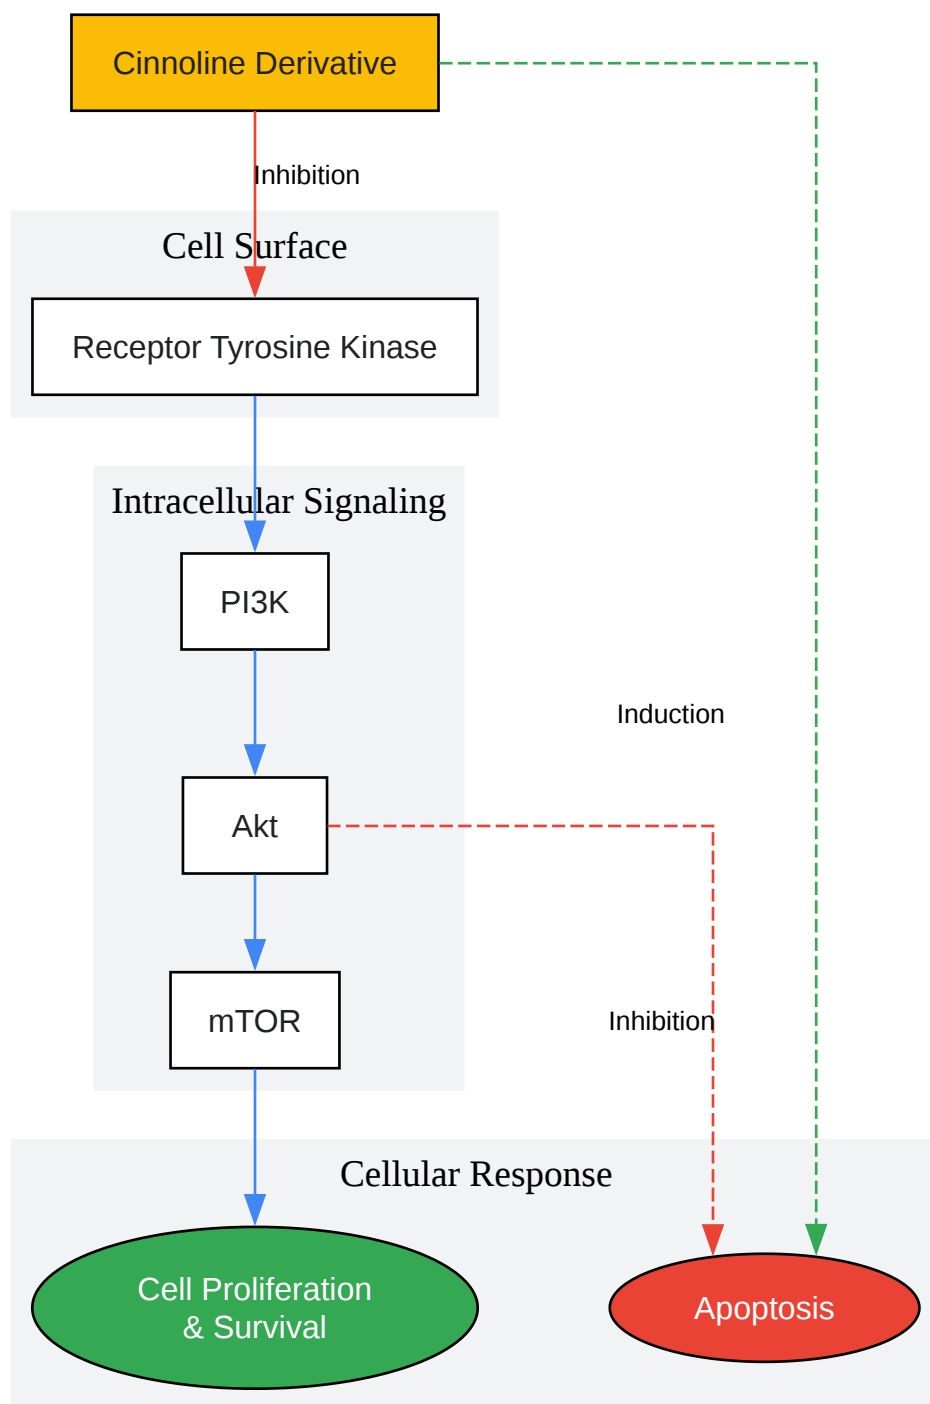 Cinnoline Derivative
Inhibition
Cell Surface
Receptor Tyrosine Kinase
Intracellular Signaling
PI3K
Induction
Akt
mTOR
Inhibition
Cellular Response
Cell Proliferation
& Survival
Apoptosis